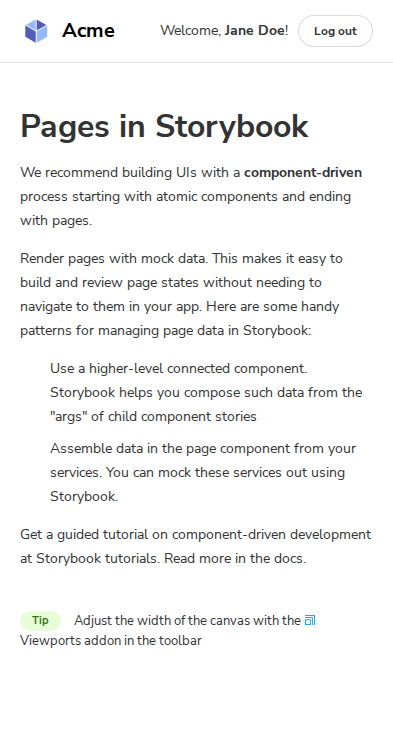 Acme
Welcome, Jane Doe!
Log out
Pages in Storybook
We recommend building UIs with a component-driven
process starting with atomic components and ending
with pages.
Render pages with mock data. This makes it easy to
build and review page states without needing to
navigate to them in your app. Here are some handy
patterns for managing page data in Storybook:
Use a higher-level connected component.
Storybook helps you compose such data from the
"args" of child component stories
Assemble data in the page component from your
services. You can mock these services out using
Storybook.
Get a guided tutorial on component-driven development
at Storybook tutorials. Read more in the docs.
Tip
Adjust the width of the canvas with the
Viewports addon in the toolbar